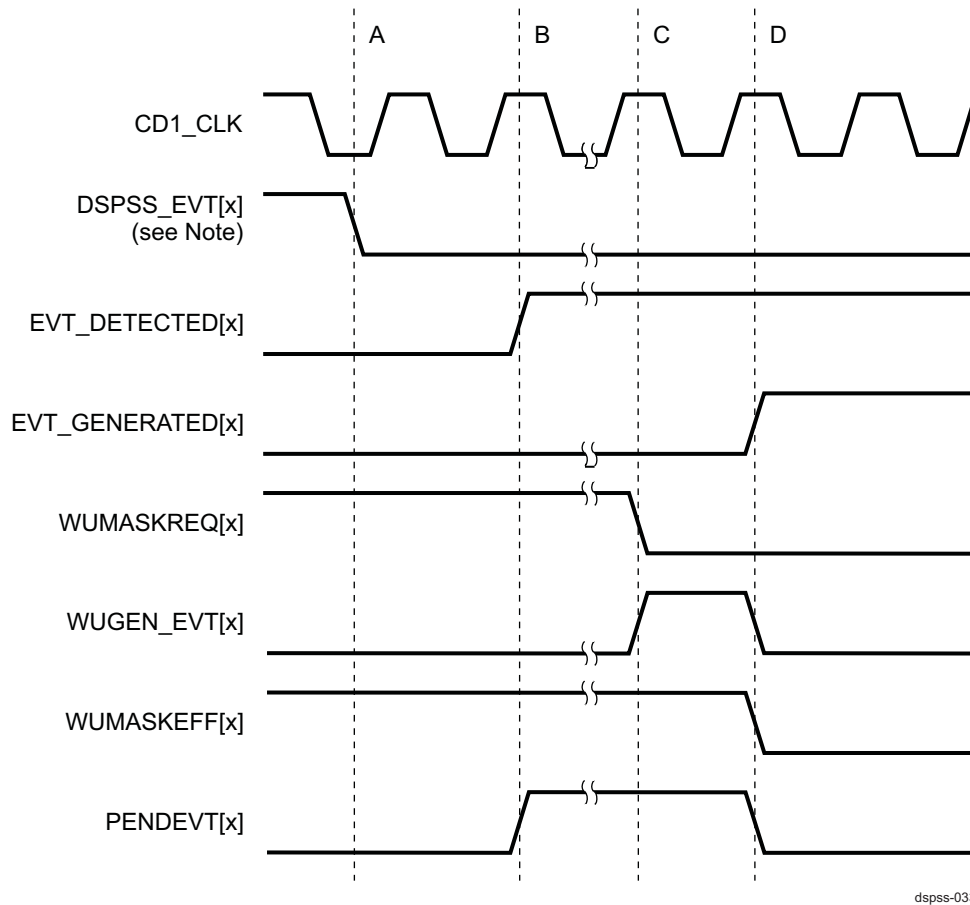 A B C D
CD1_CLK
DSPSS_EVT[x]
(see Note)
EVT_DETECTED[x]
EVT_GENERATED[x]
WUMASKREQ[x]
WUGEN_EVT[x]
WUMASKEFF[x]
PENDEVT[x]